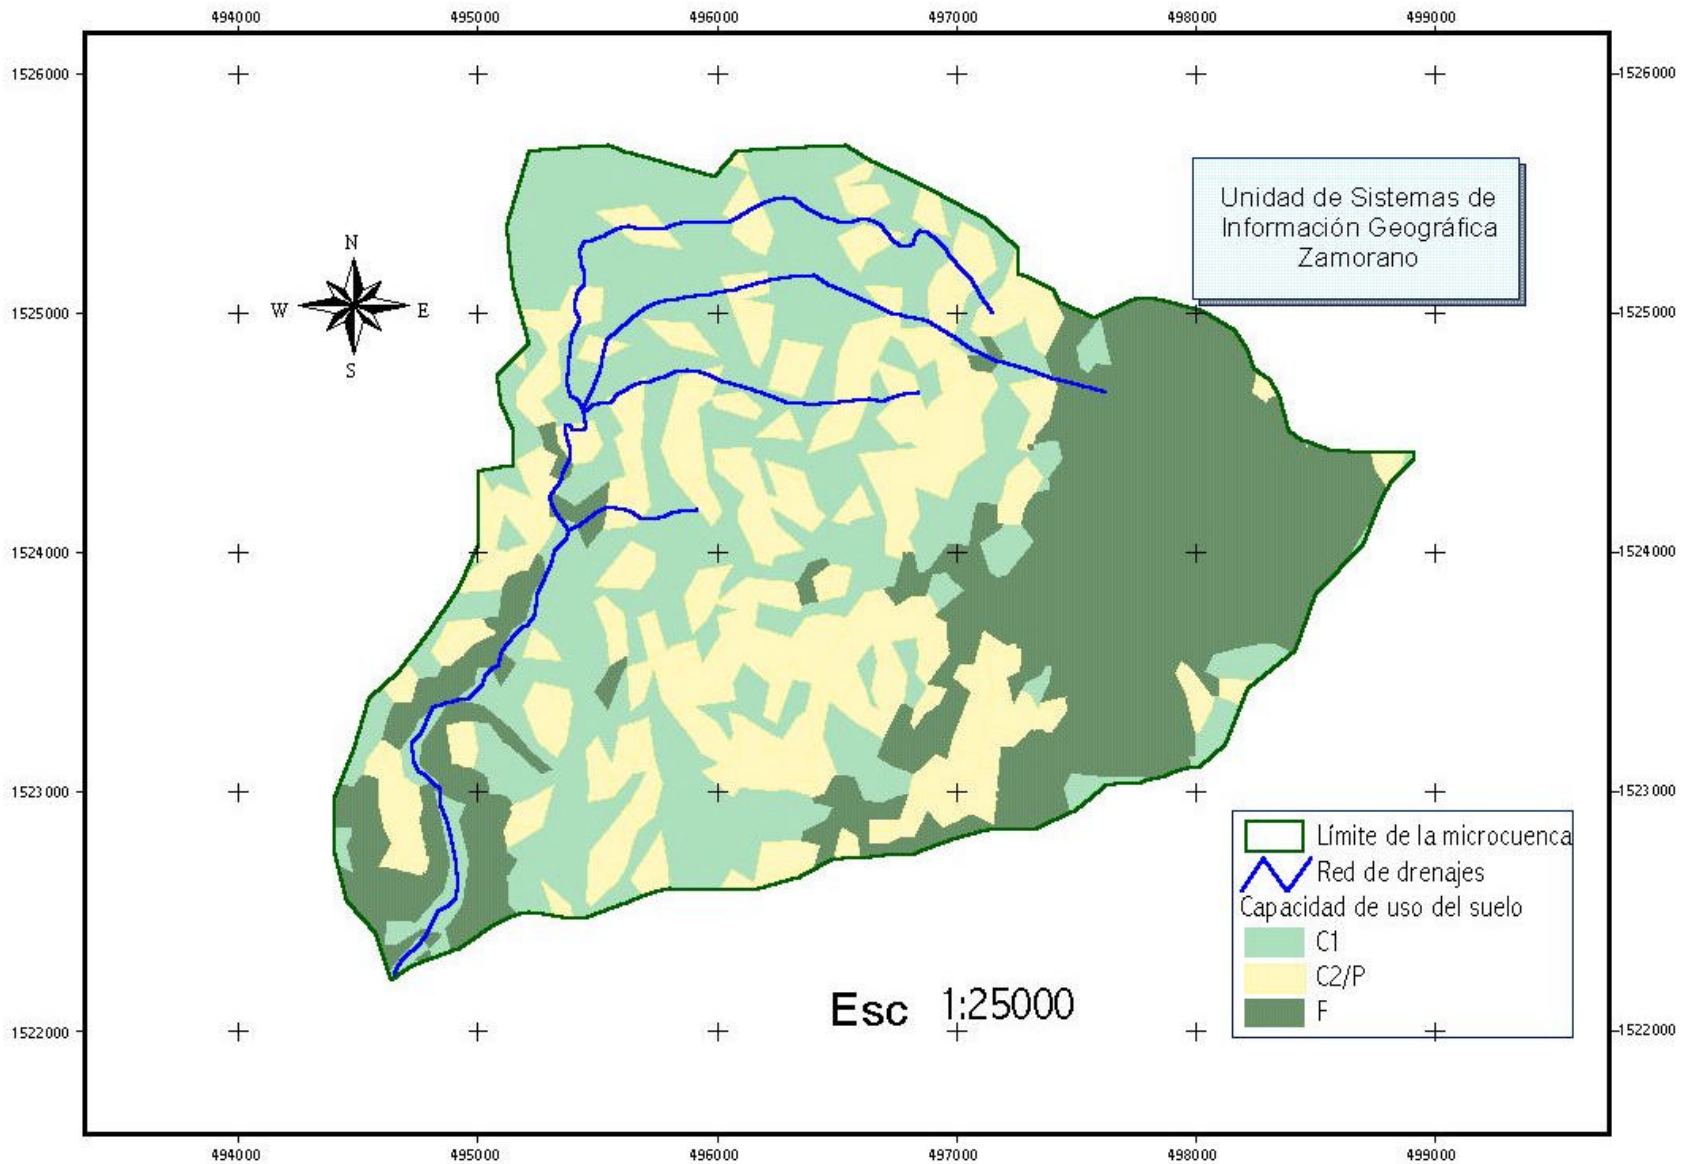 494000 495000 496000 497000 498000 499000
1526000 1526000
Unidad de Sistemas de
Información Geográfica
Zamorano
N
W E
S
1525000 1525000
1524000 1524000
1523000 1523000
Límite de la microcuenca
Red de drenajes
Capacidad de uso del suelo
C1
C2/P
F
Esc 1:25000
1522000 1522000
494000 495000 496000 497000 498000 499000